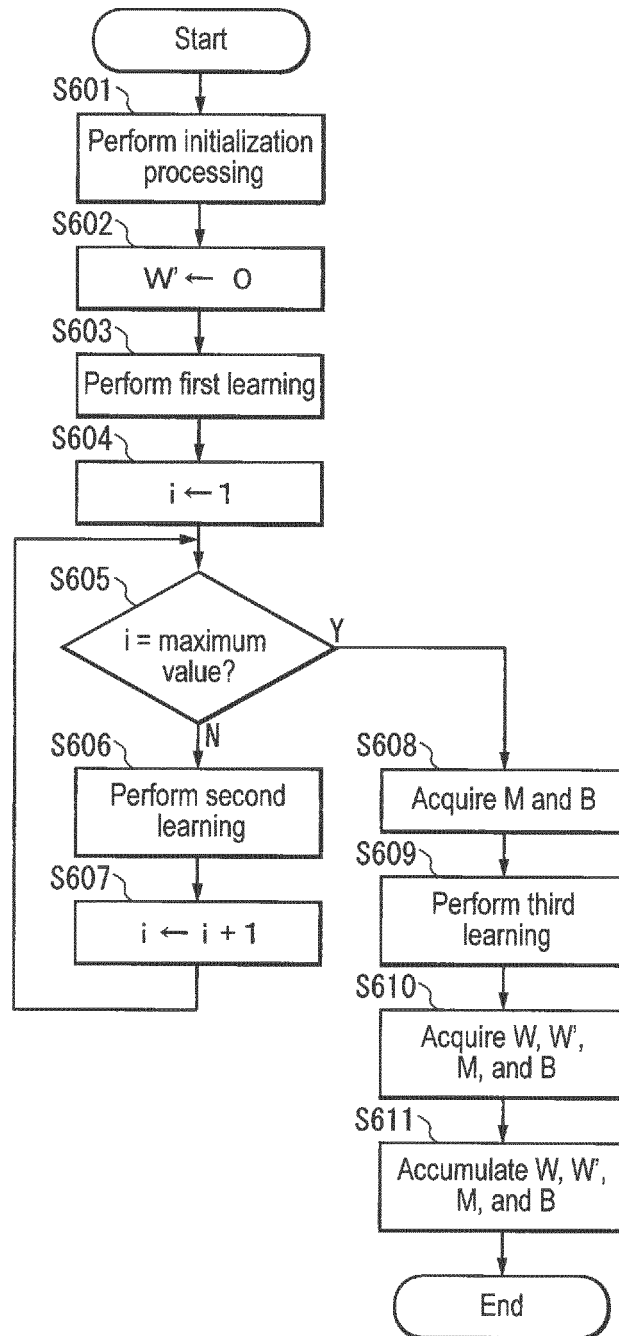 Start
S601
Perform initialization
processing
S602
W' ← 0
S603
Perform first learning
S604
i ← 1
S605
i = maximum
value?
Y
N
S606
Perform second
learning
S607
i ← i + 1
S608
Acquire M and B
S609
Perform third
learning
S610
Acquire W, W',
M, and B
S611
Accumulate W, W',
M, and B
End